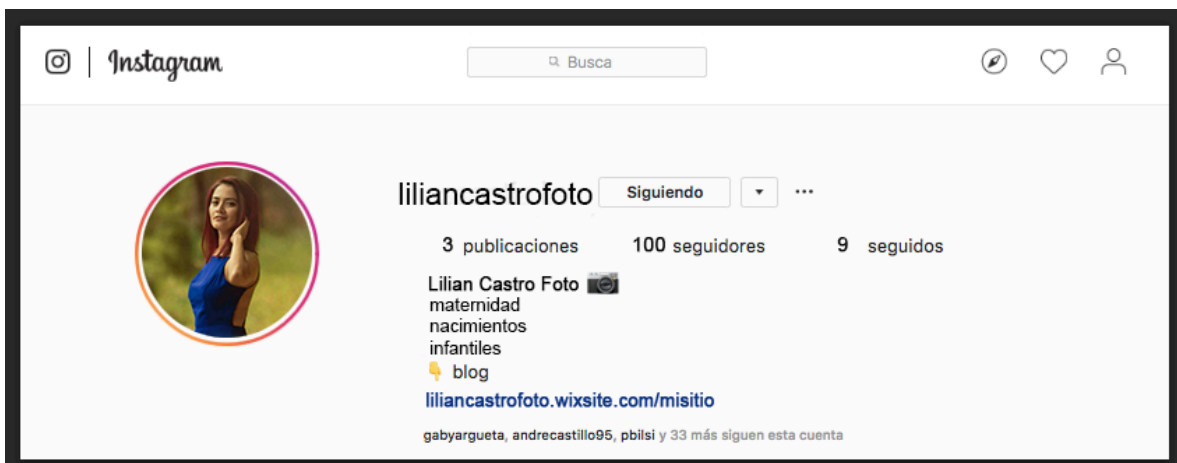 Instagram
Busca
liliancastrofoto Siguiendo
3 publicaciones 100 seguidores 9 seguidos
Lilian Castro Foto
maternidad
nacimientos
infantiles
blog
liliancastrofoto.wixsite.com/misitio
gabyargueta, andrecastillo95, pbilsi y 33 más siguen esta cuenta